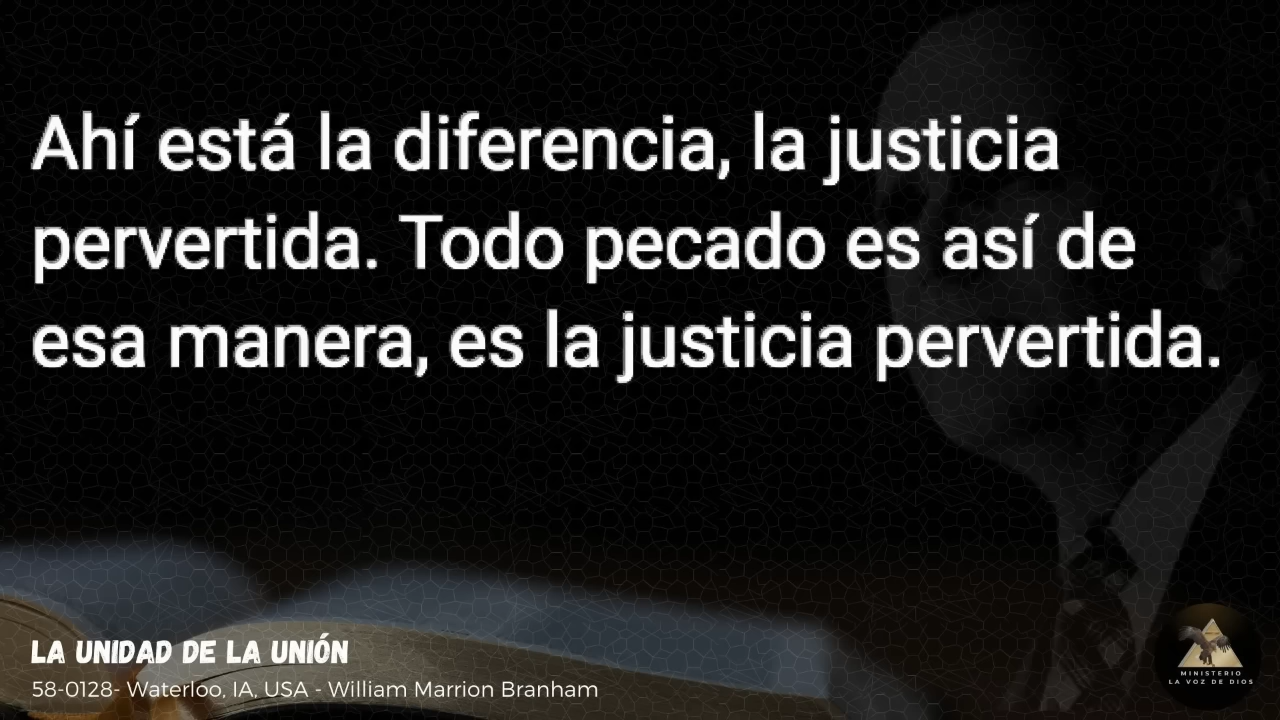 Ahí está la diferencia, la justicia
pervertida. Todo pecado es así de
esa manera, es la justicia pervertida.
LA UNIDAD DE LA UNIÓN
58-0128- Waterloo, IA, USA - William Marrion Branham
MINISTERIO
LA VOZ DE DIOS